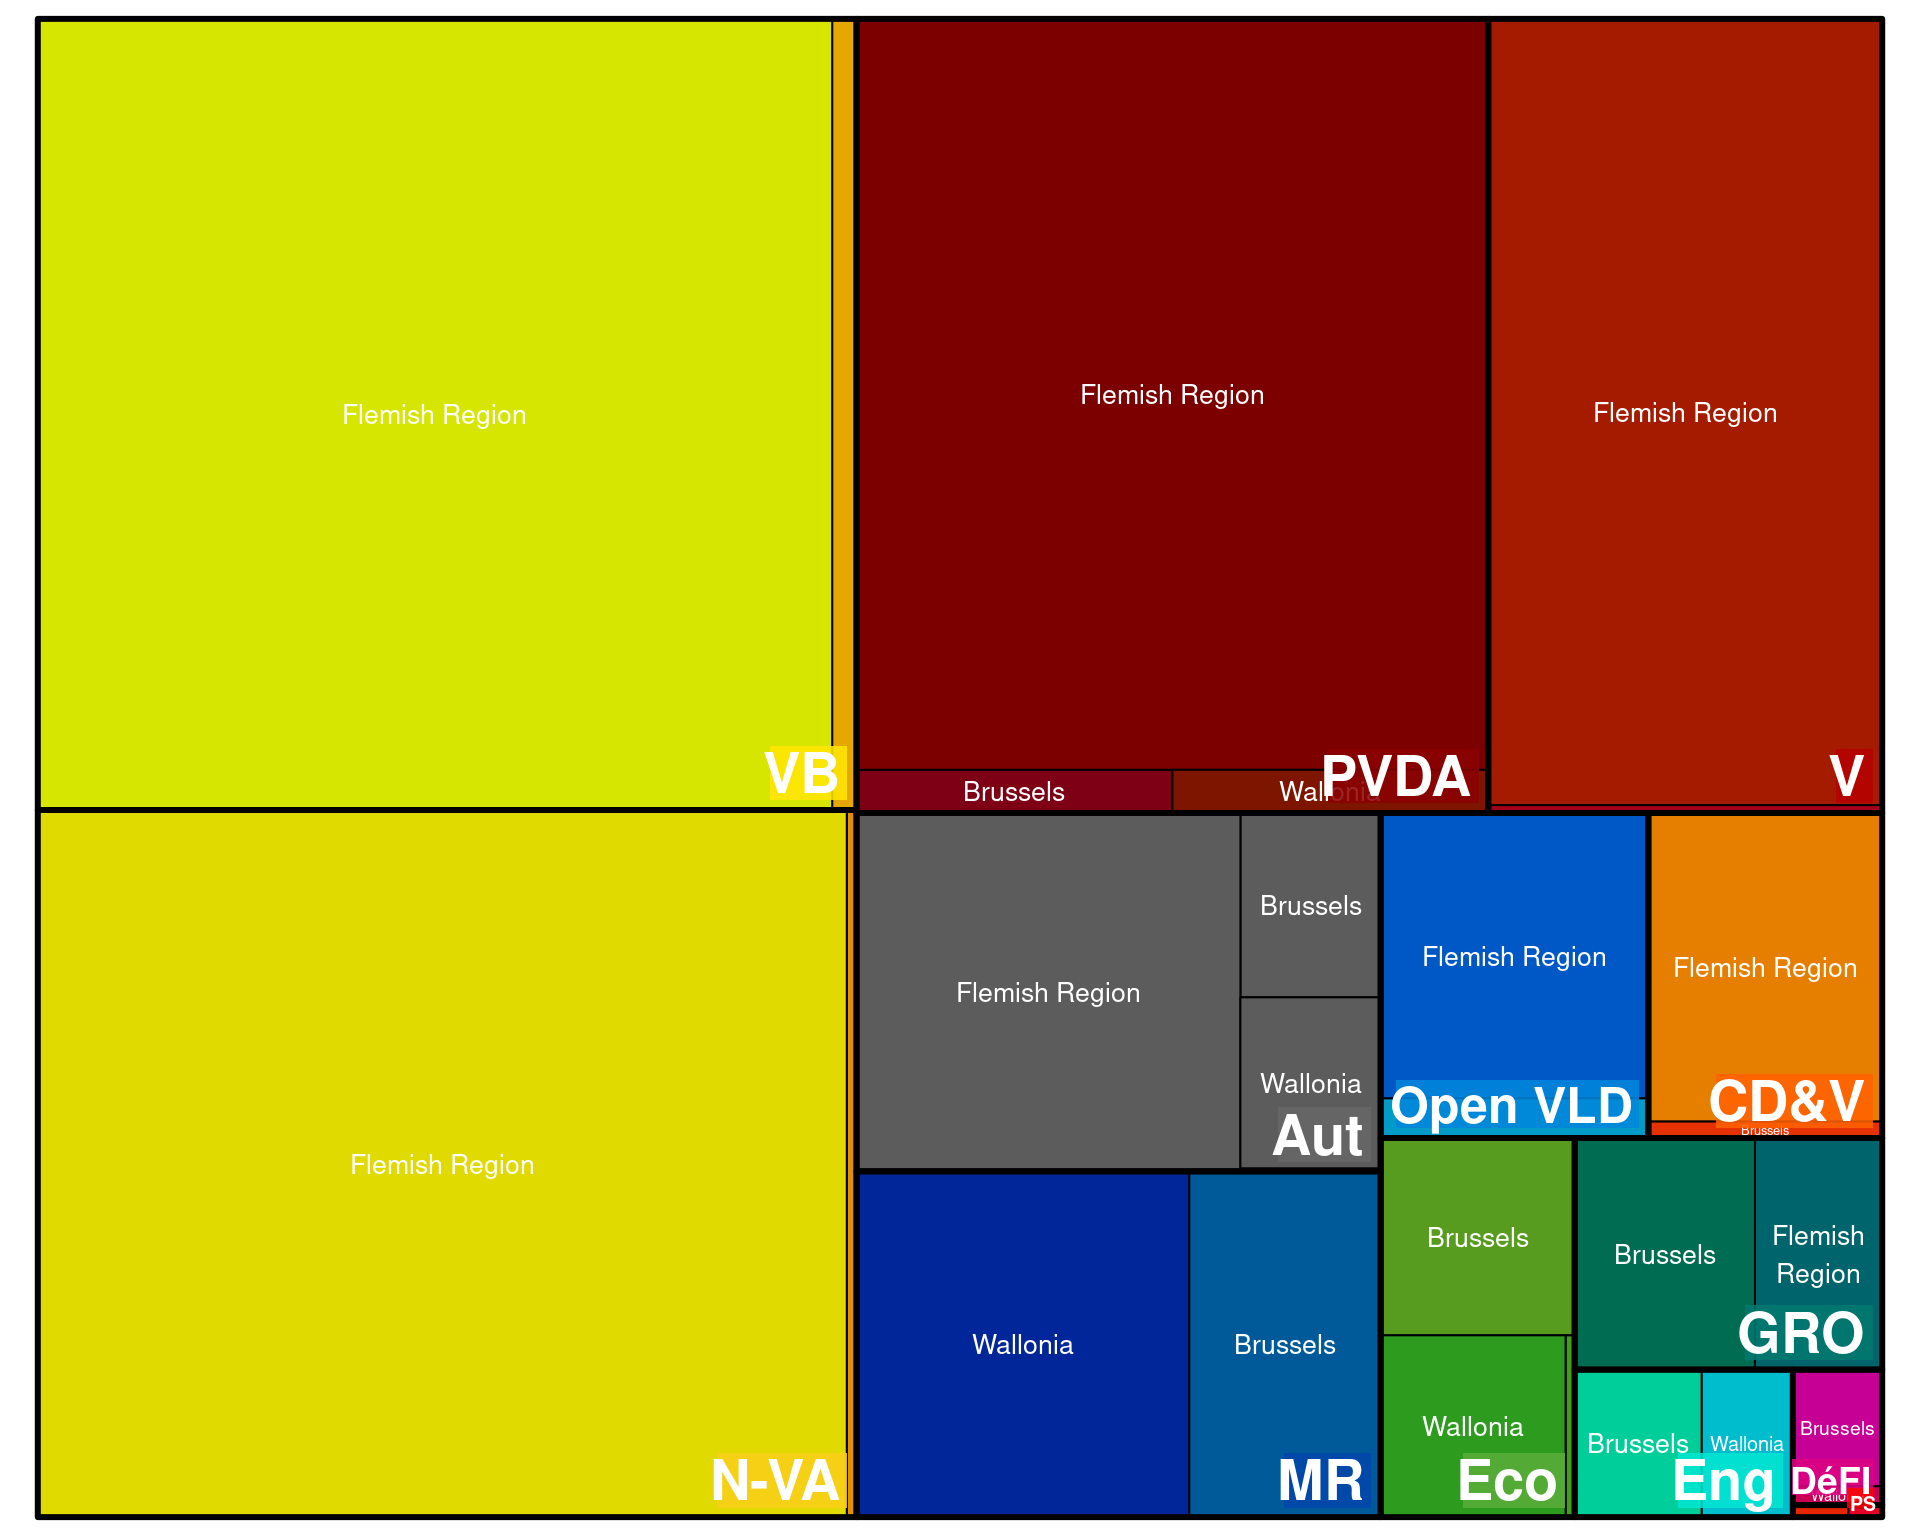 Flemish Region
VB
Flemish Region
N-VA
Flemish Region
Brussels
Wallonia
PVDA
Flemish Region
V
Flemish Region
Brussels
Wallonia
Aut
Wallonia
Brussels
MR
Flemish Region
Open VLD
Flemish Region
CD&V
Brussels
Brussels
Wallonia
Eco
Brussels
Flemish
Region
GRO
Brussels
Wallonia
Eng
Brussels
DéFI
PS